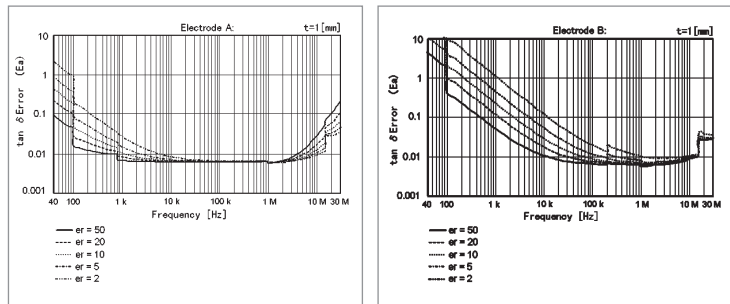 Electrode A: t=1[mm]
tan δ Error (Ea)
10
1
0.1
0.01
0.001
40 100 1 k 10 k 100 k 1 M 10 M 30 M
Frequency [Hz]
er = 50
er = 20
er = 10
er = 5
er = 2
Electrode B: t=1[mm]
tan δ Error (Ea)
10
1
0.1
0.01
0.001
40 100 1 k 10 k 100 k 1 M 10 M 30 M
Frequency [Hz]
er = 50
er = 20
er = 10
er = 5
er = 2